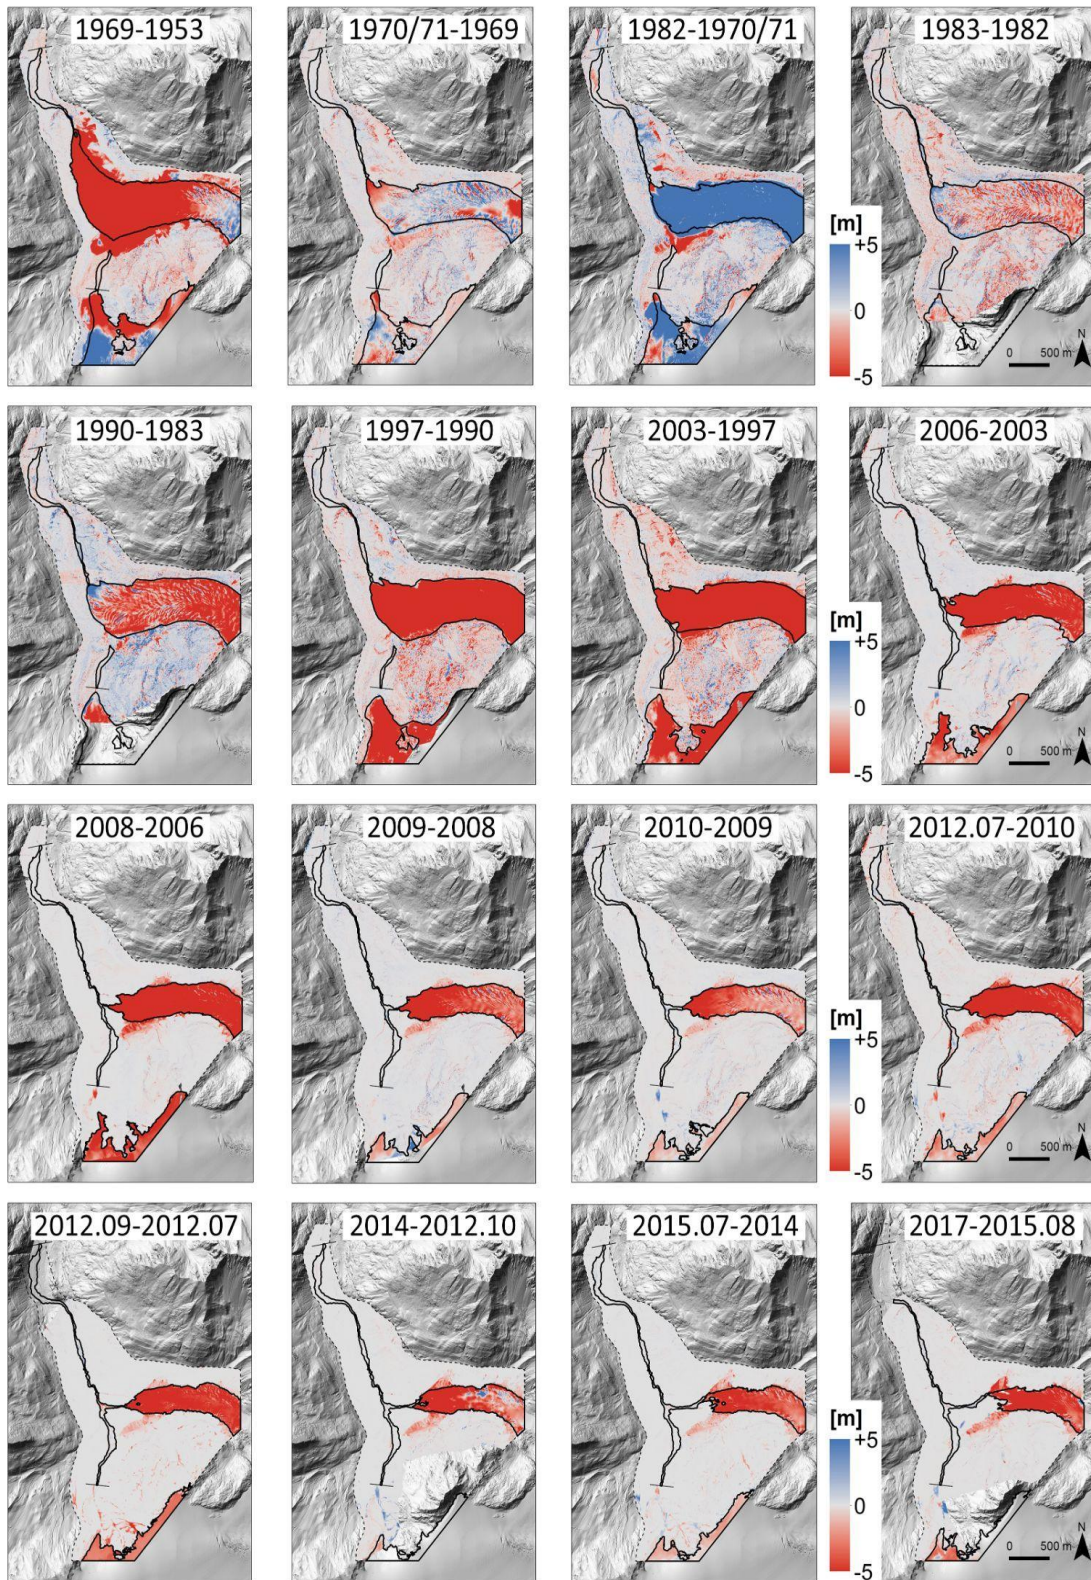 1969-1953
1970/71-1969
1982-1970/71
1983-1982
[m]
+5
0
-5
N
0 500 m
1990-1983
1997-1990
2003-1997
2006-2003
[m]
+5
0
-5
N
0 500 m
2008-2006
2009-2008
2010-2009
2012.07-2010
[m]
+5
0
-5
N
0 500 m
2012.09-2012.07
2014-2012.10
2015.07-2014
2017-2015.08
[m]
+5
0
-5
N
0 500 m